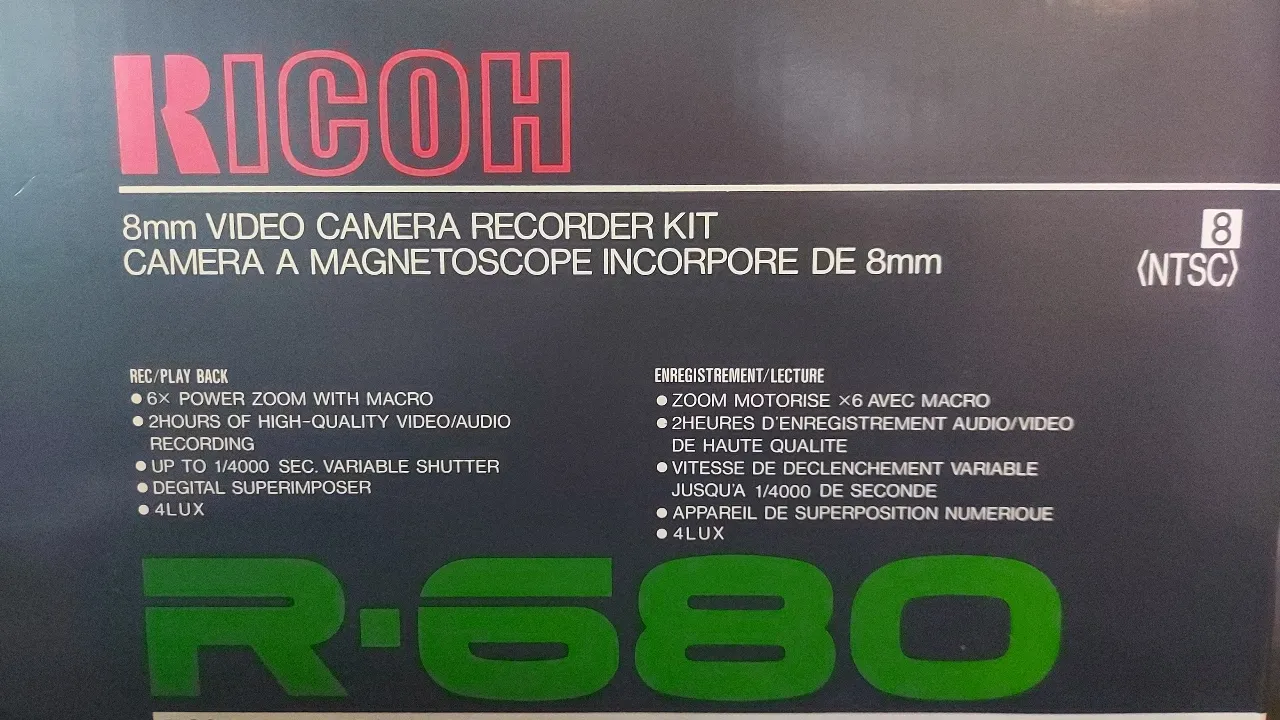 RICOH
8mm VIDEO CAMERA RECORDER KIT
CAMERA A MAGNETOSCOPE INCORPORE DE 8mm
8
⟨NTSC⟩
REC/PLAY BACK
● 6× POWER ZOOM WITH MACRO
● 2HOURS OF HIGH-QUALITY VIDEO/AUDIO
RECORDING
● UP TO 1/4000 SEC. VARIABLE SHUTTER
● DEGITAL SUPERIMPOSER
● 4LUX
ENREGISTREMENT/LECTURE
● ZOOM MOTORISE ×6 AVEC MACRO
● 2HEURES D'ENREGISTREMENT AUDIO/VIDEO
DE HAUTE QUALITE
● VITESSE DE DECLENCHEMENT VARIABLE
JUSQU'A 1/4000 DE SECONDE
● APPAREIL DE SUPERPOSITION NUMERIQUE
● 4LUX
R·680